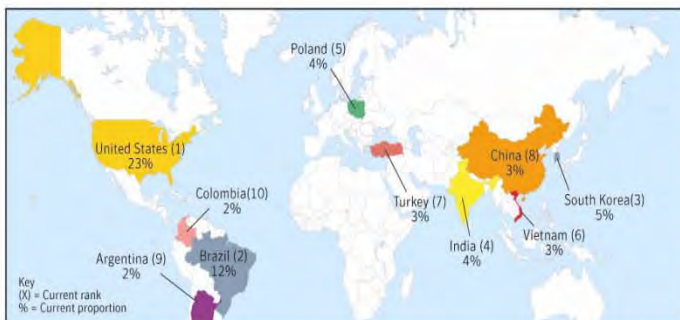 Poland (5)
4%
United States (1)
23%
China (8)
3%
Colombia(10)
2%
Turkey (7)
3%
South Korea(3)
5%
India (4)
4%
Vietnam (6)
3%
Argentina (9)
2%
Brazil (2)
12%
Key
(X) = Current rank
% = Current proportion